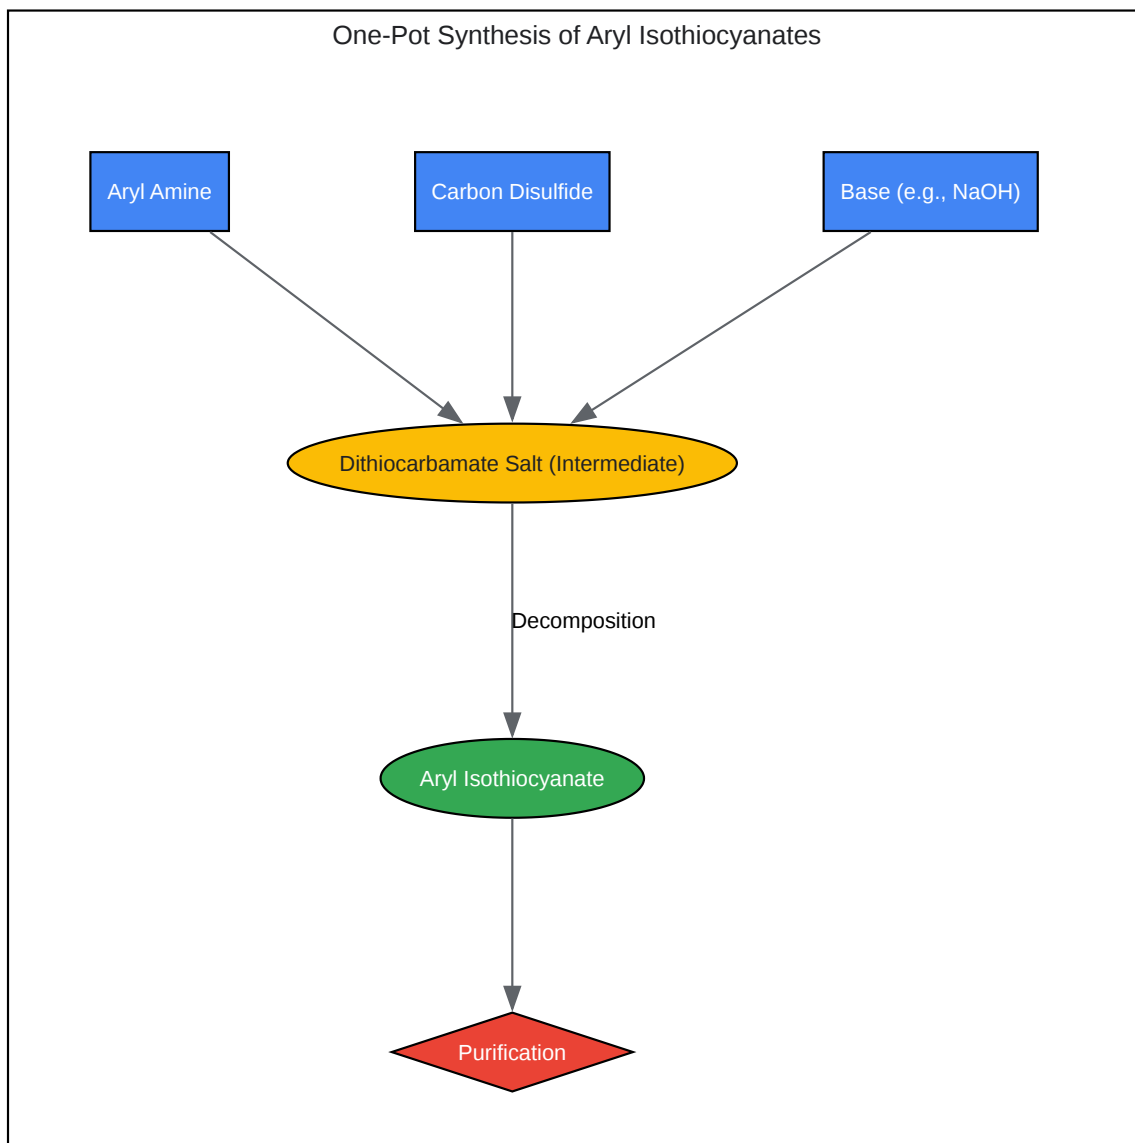 One-Pot Synthesis of Aryl Isothiocyanates
Aryl Amine
Carbon Disulfide
Base (e.g., NaOH)
Dithiocarbamate Salt (Intermediate)
Decomposition
Aryl Isothiocyanate
Purification